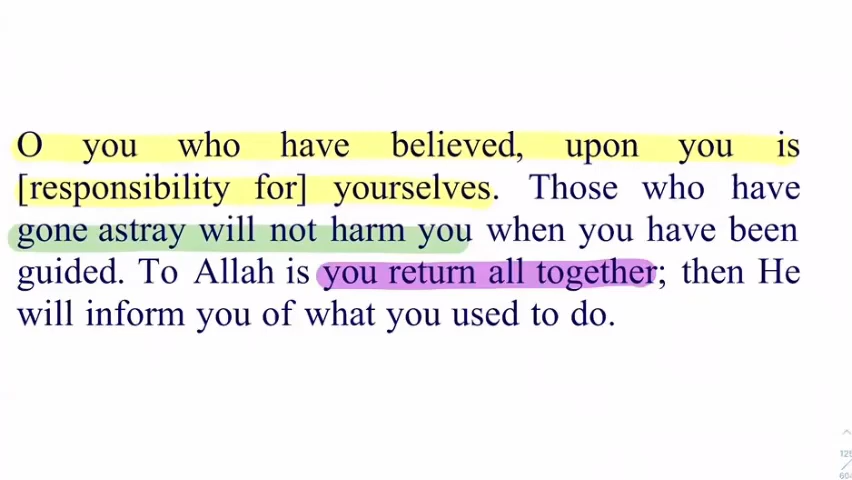 O you who have believed, upon you is
[responsibility for] yourselves. Those who have
gone astray will not harm you when you have been
guided. To Allah is you return all together; then He
will inform you of what you used to do.